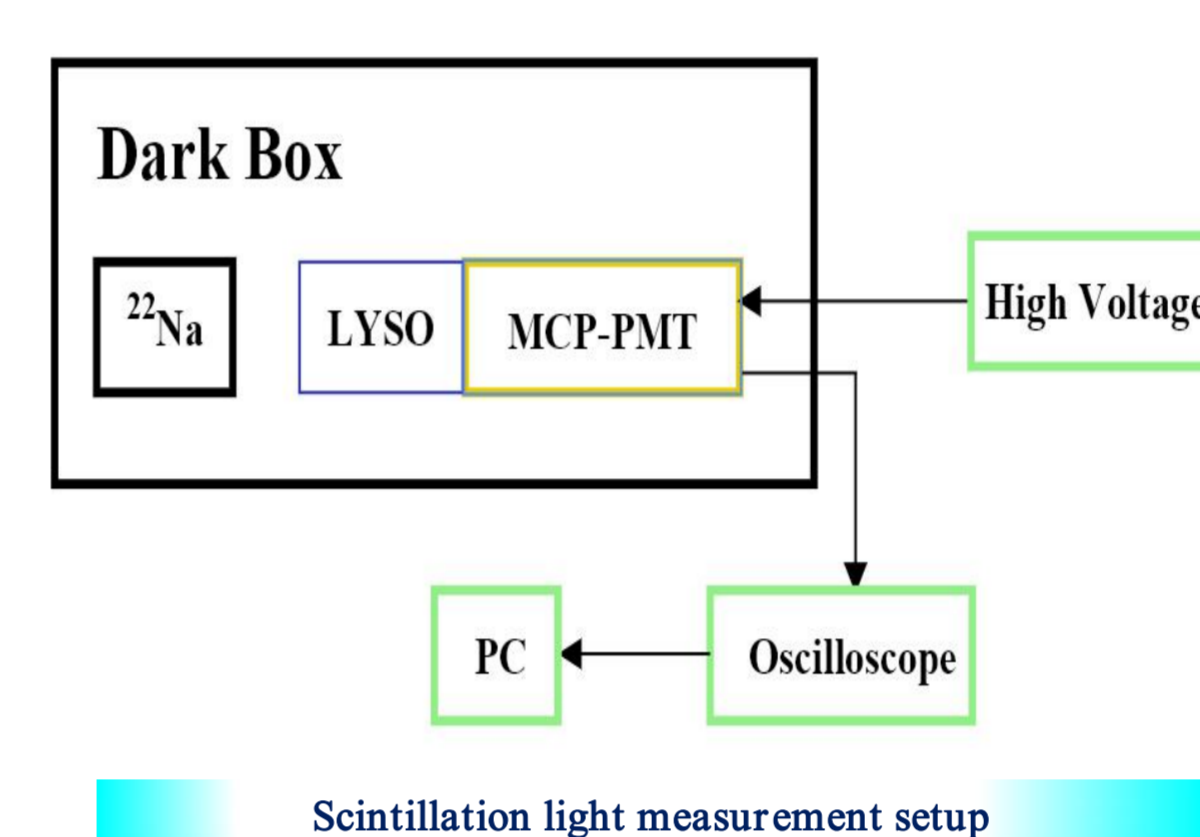 Dark Box
²²Na
LYSO
MCP-PMT
High Voltage
PC
Oscilloscope
Scintillation light measurement setup